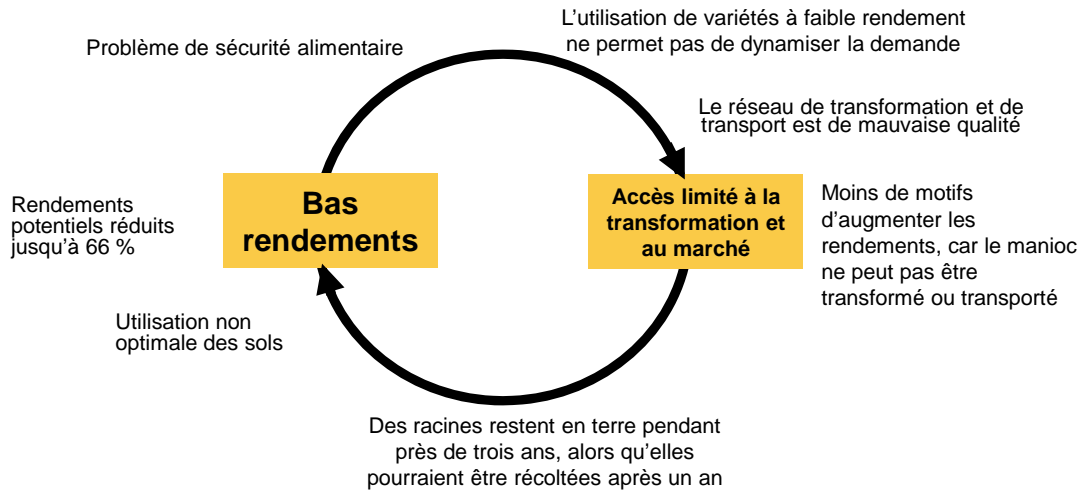 Problème de sécurité alimentaire
L'utilisation de variétés à faible rendement
ne permet pas de dynamiser la demande
Le réseau de transformation et de
transport est de mauvaise qualité
Rendements
potentiels réduits
jusqu'à 66 %
Bas
rendements
Accès limité à la
transformation et
au marché
Moins de motifs
d'augmenter les
rendements, car le manioc
ne peut pas être
transformé ou transporté
Utilisation non
optimale des sols
Des racines restent en terre pendant
près de trois ans, alors qu'elles
pourraient être récoltées après un an